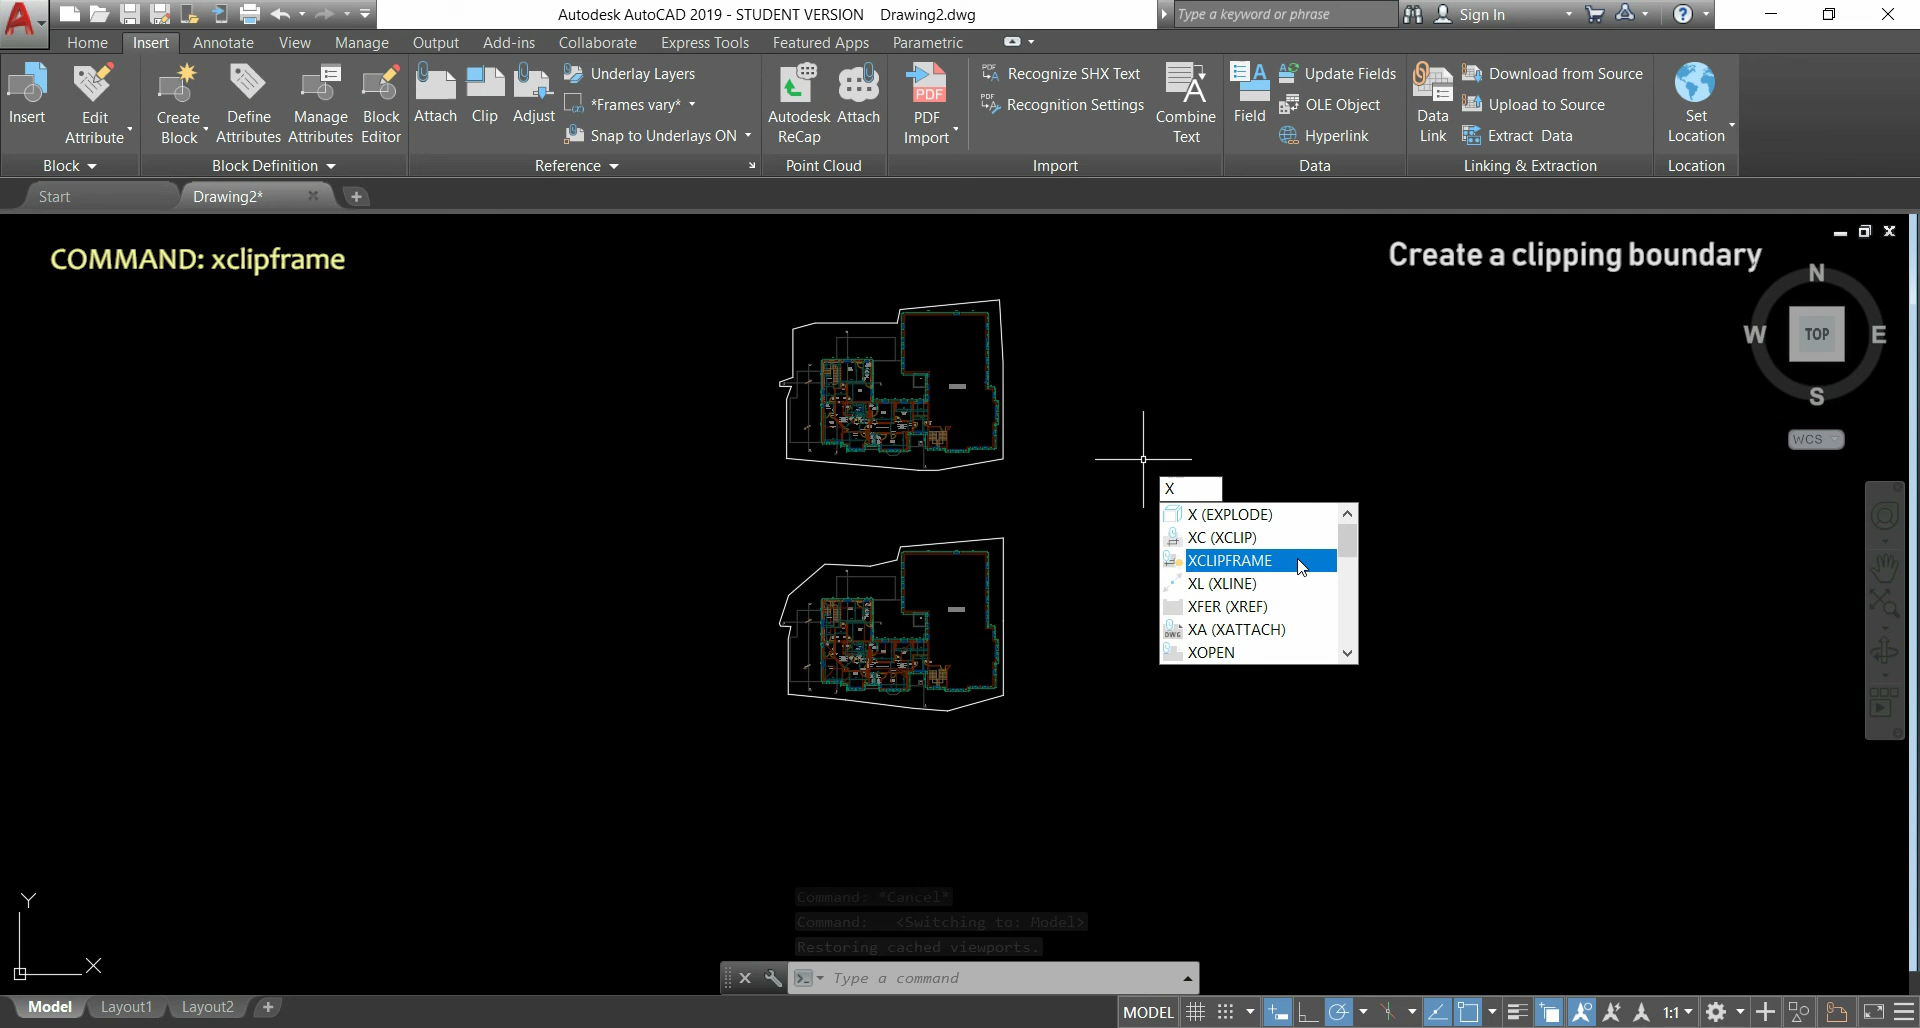 Autodesk AutoCAD 2019 - STUDENT VERSION Drawing2.dwg
Type a keyword or phrase
Sign In
Home Insert Annotate View Manage Output Add-ins Collaborate Express Tools Featured Apps Parametric
Insert
Edit Attribute
Create Block
Define Attributes
Manage Attributes
Block Editor
Attach
Clip
Adjust
Underlay Layers
*Frames vary*
Snap to Underlays ON
Autodesk ReCap
Attach
PDF Import
Recognize SHX Text
Recognition Settings
Combine Text
Field
Update Fields
OLE Object
Hyperlink
Data Link
Download from Source
Upload to Source
Extract Data
Set Location
Block
Block Definition
Reference
Point Cloud
Import
Data
Linking & Extraction
Location
Start
Drawing2*
COMMAND: xclipframe
Create a clipping boundary
N
W TOP E
S
WCS
X
X (EXPLODE)
XC (XCLIP)
XCLIPFRAME
XL (XLINE)
XFER (XREF)
XA (XATTACH)
XOPEN
Command: *Cancel*
Command: <Switching to: Model>
Restoring cached viewports.
Type a command
Y
X
Model Layout1 Layout2
MODEL
1:1